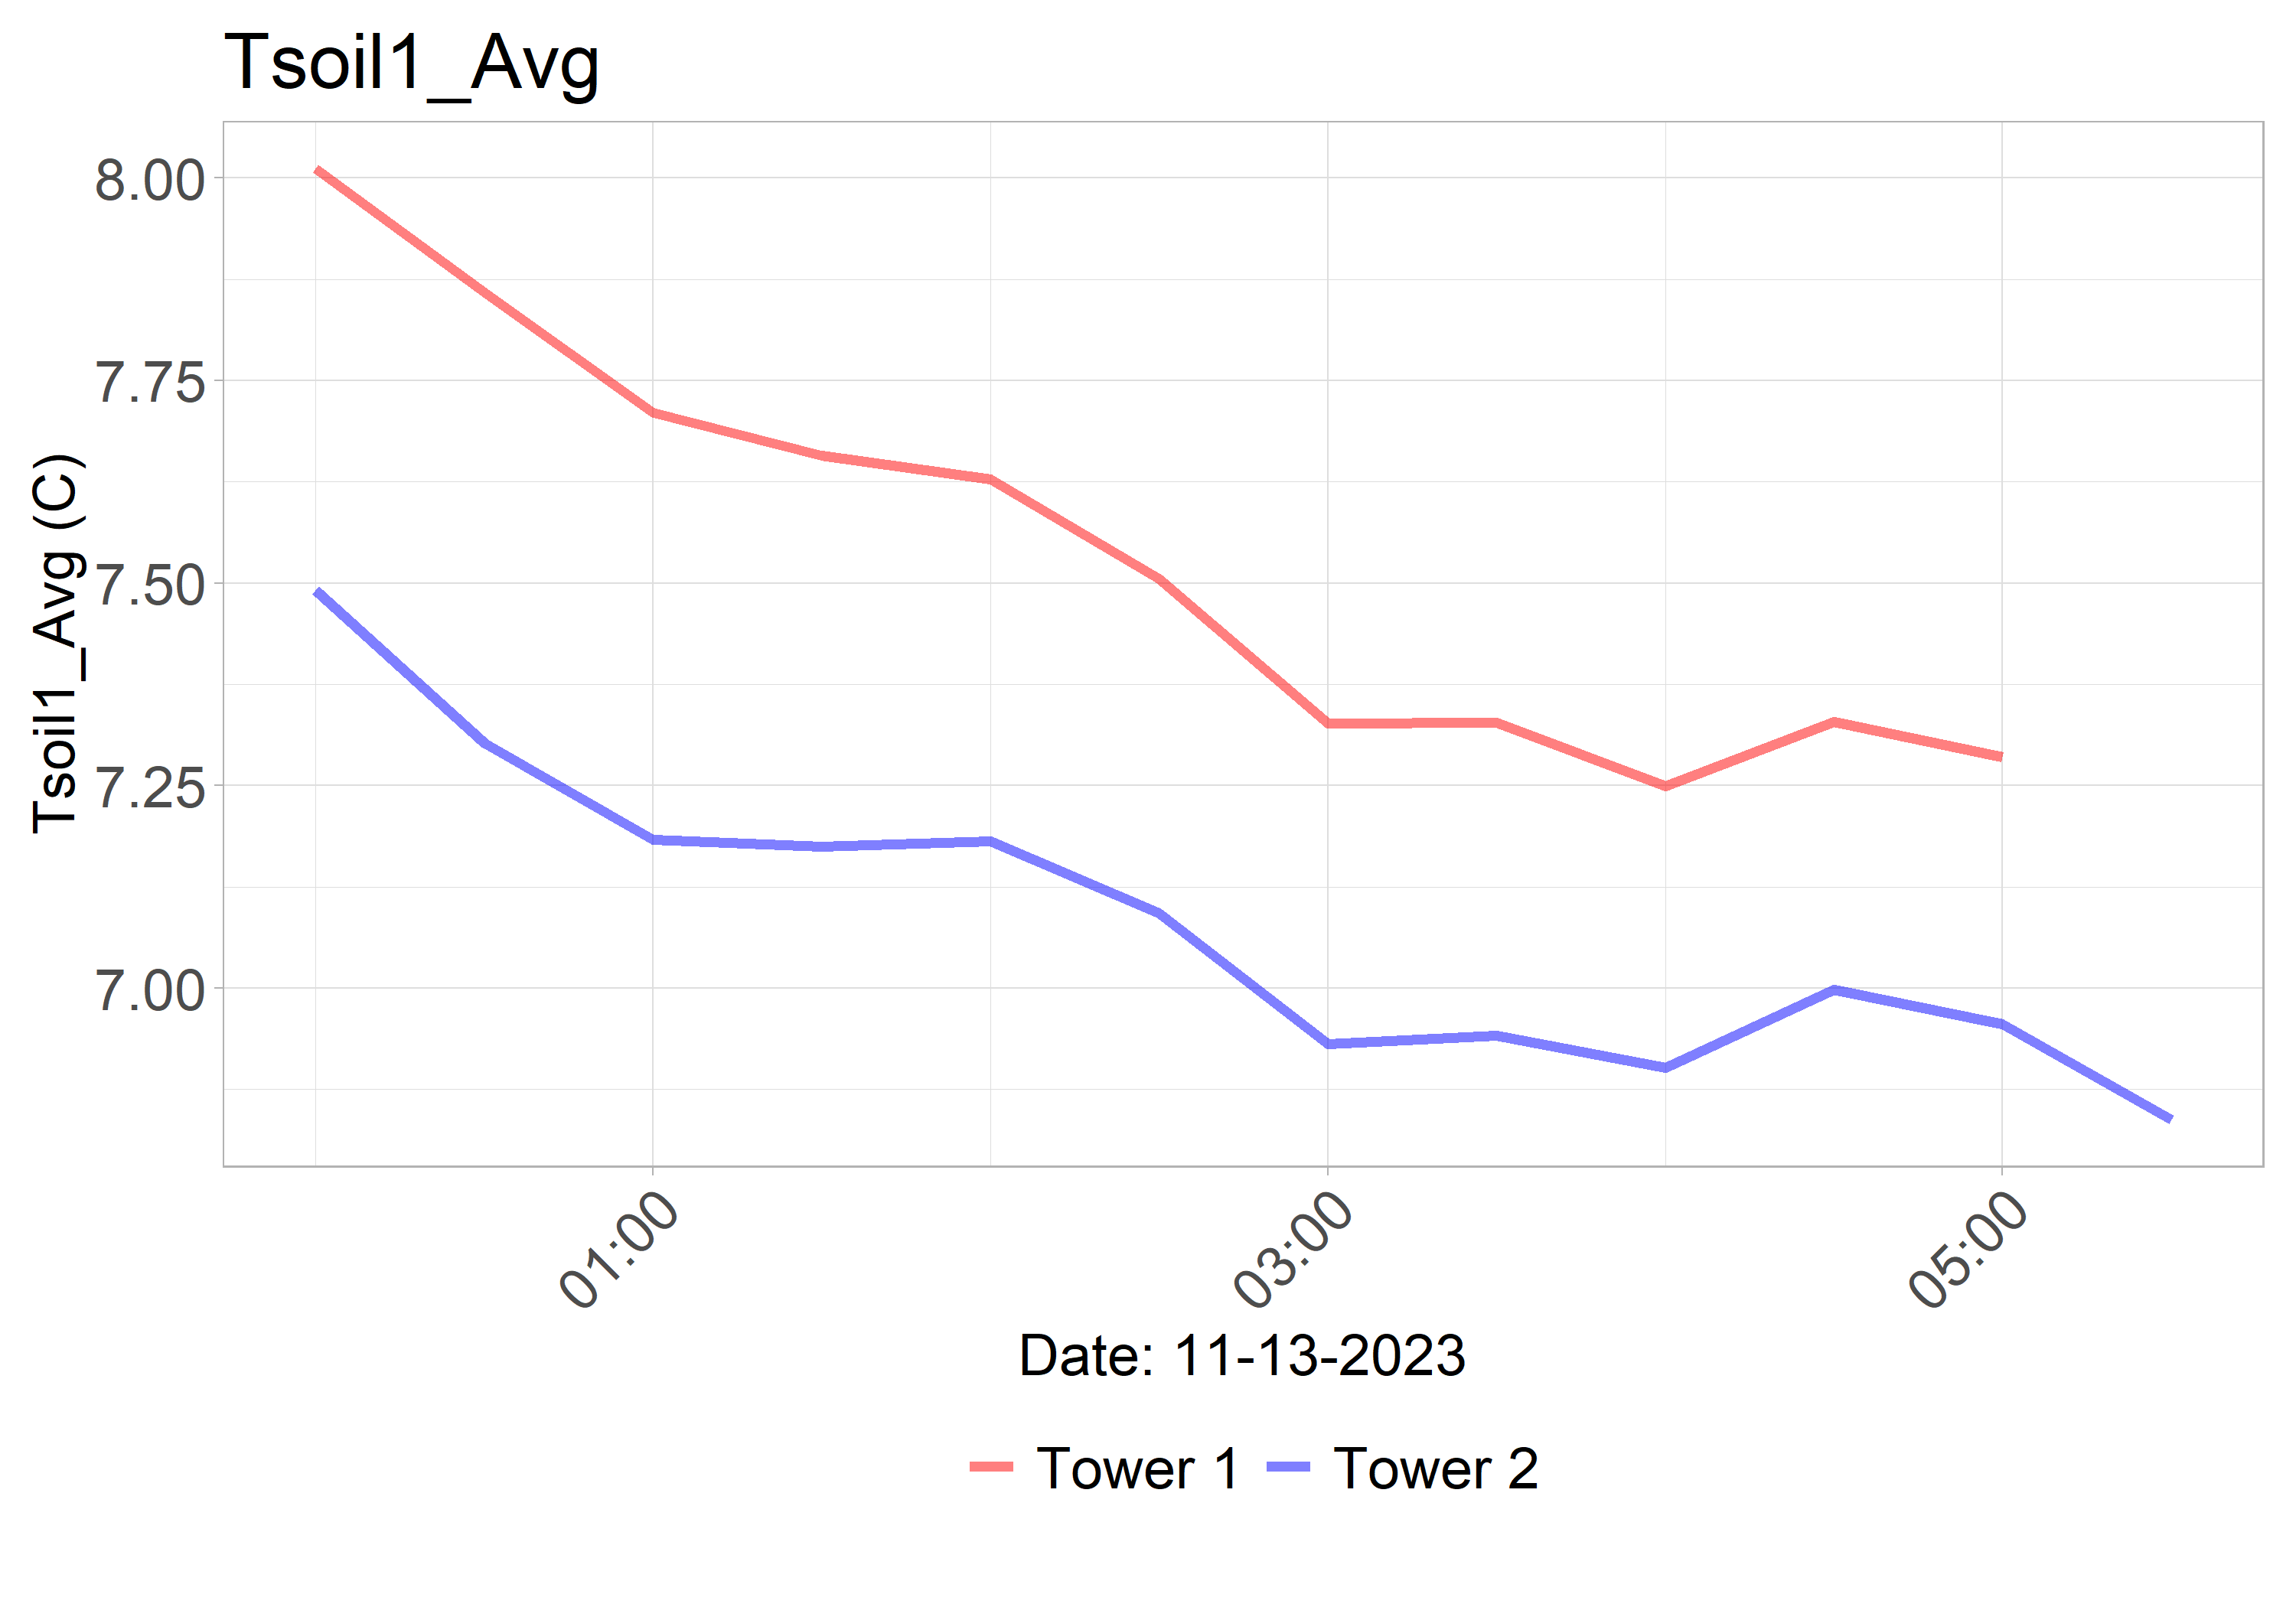 Tsoil1_Avg
Tsoil1_Avg (C)
8.00
7.75
7.50
7.25
7.00
01:00
03:00
05:00
Date: 11-13-2023
Tower 1
Tower 2